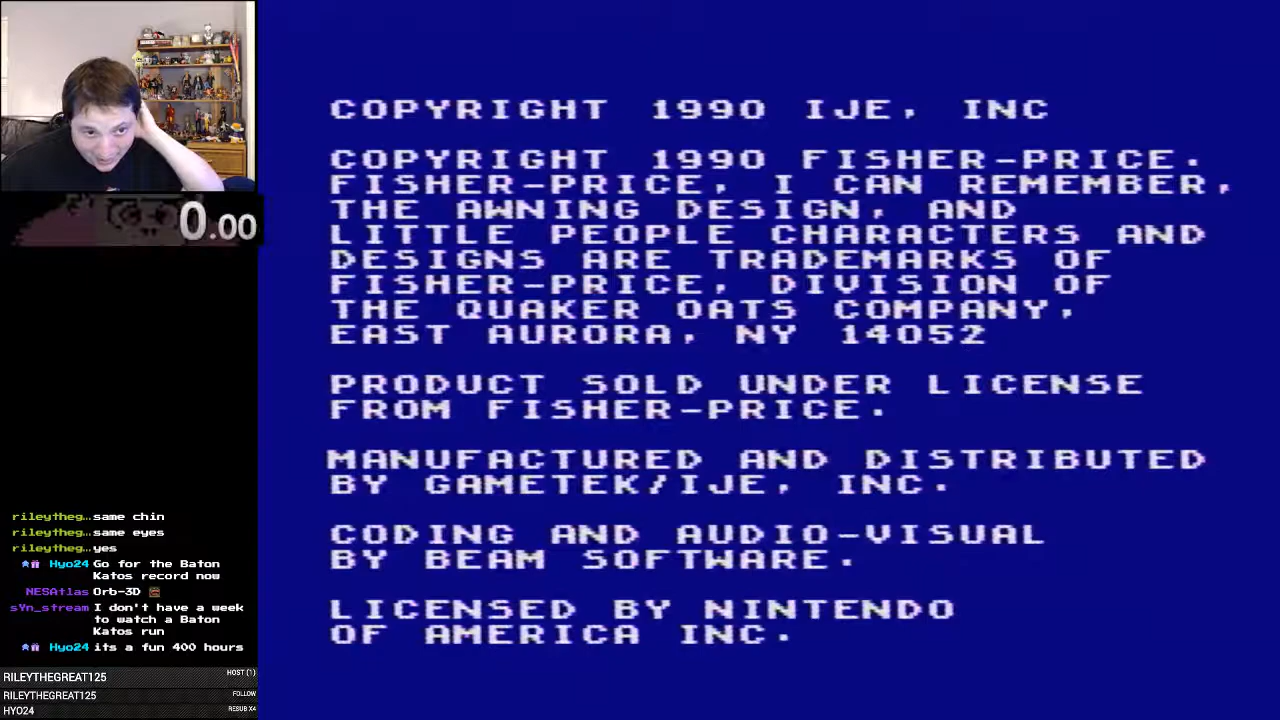 COPYRIGHT 1990 IJE, INC
COPYRIGHT 1990 FISHER-PRICE.
FISHER-PRICE, I CAN REMEMBER,
THE AWNING DESIGN, AND
LITTLE PEOPLE CHARACTERS AND
DESIGNS ARE TRADEMARKS OF
FISHER-PRICE, DIVISION OF
THE QUAKER OATS COMPANY,
EAST AURORA, NY 14052
PRODUCT SOLD UNDER LICENSE
FROM FISHER-PRICE.
MANUFACTURED AND DISTRIBUTED
BY GAMETEK/IJE, INC.
CODING AND AUDIO-VISUAL
BY BEAM SOFTWARE.
LICENSED BY NINTENDO
OF AMERICA INC.
0.00
rileytheg… same chin
rileytheg… same eyes
rileytheg… yes
Hyo24 Go for the Baton
Katos record now
NESAtlas Orb-3D
sYn_stream I don't have a week
to watch a Baton
Katos run
Hyo24 its a fun 400 hours
RILEYTHEGREAT125 HOST (1)
RILEYTHEGREAT125 FOLLOW
HYO24 RESUB X4